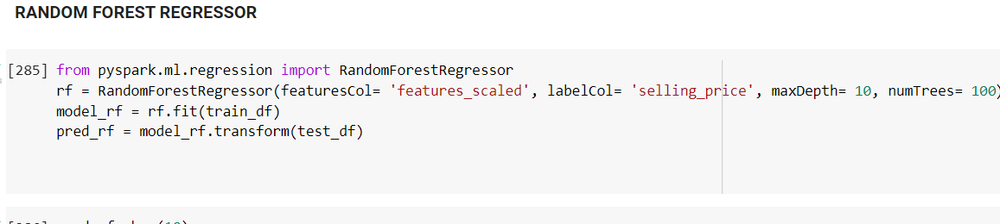 RANDOM FOREST REGRESSOR
[285] from pyspark.ml.regression import RandomForestRegressor
rf = RandomForestRegressor(featuresCol= 'features_scaled', labelCol= 'selling_price', maxDepth= 10, numTrees= 100)
model_rf = rf.fit(train_df)
pred_rf = model_rf.transform(test_df)